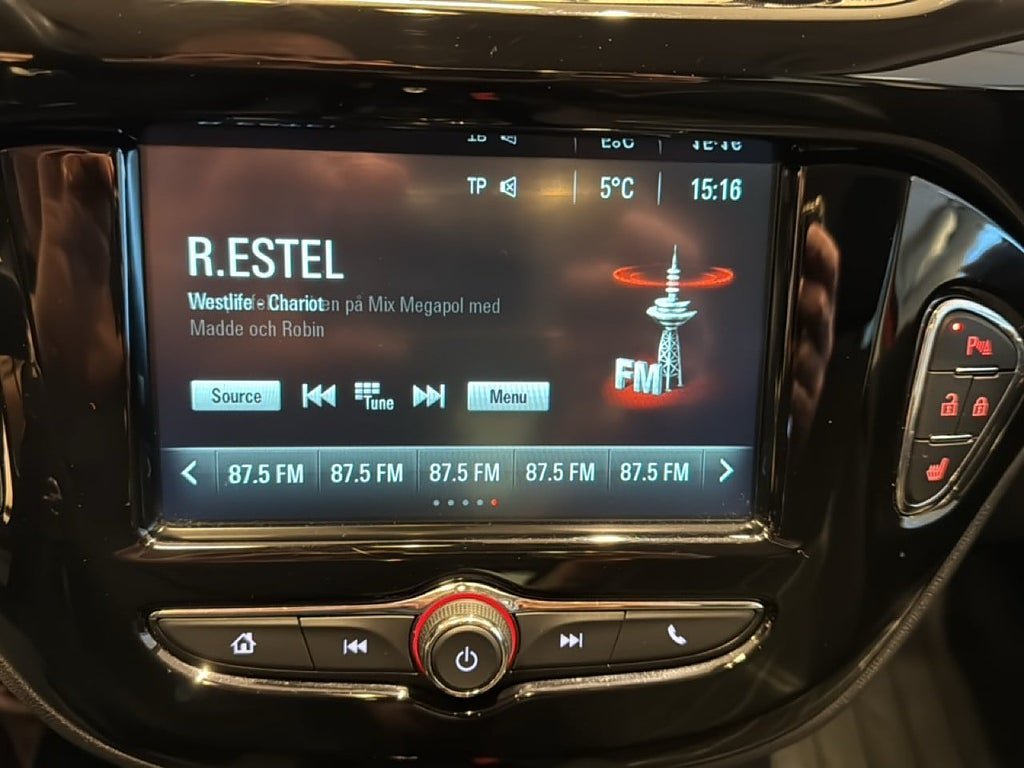 TP 5°C 15:16
R.ESTEL
Westlife - Chariot en på Mix Megapol med
Madde och Robin
FM
Source Tune Menu
87.5 FM 87.5 FM 87.5 FM 87.5 FM 87.5 FM